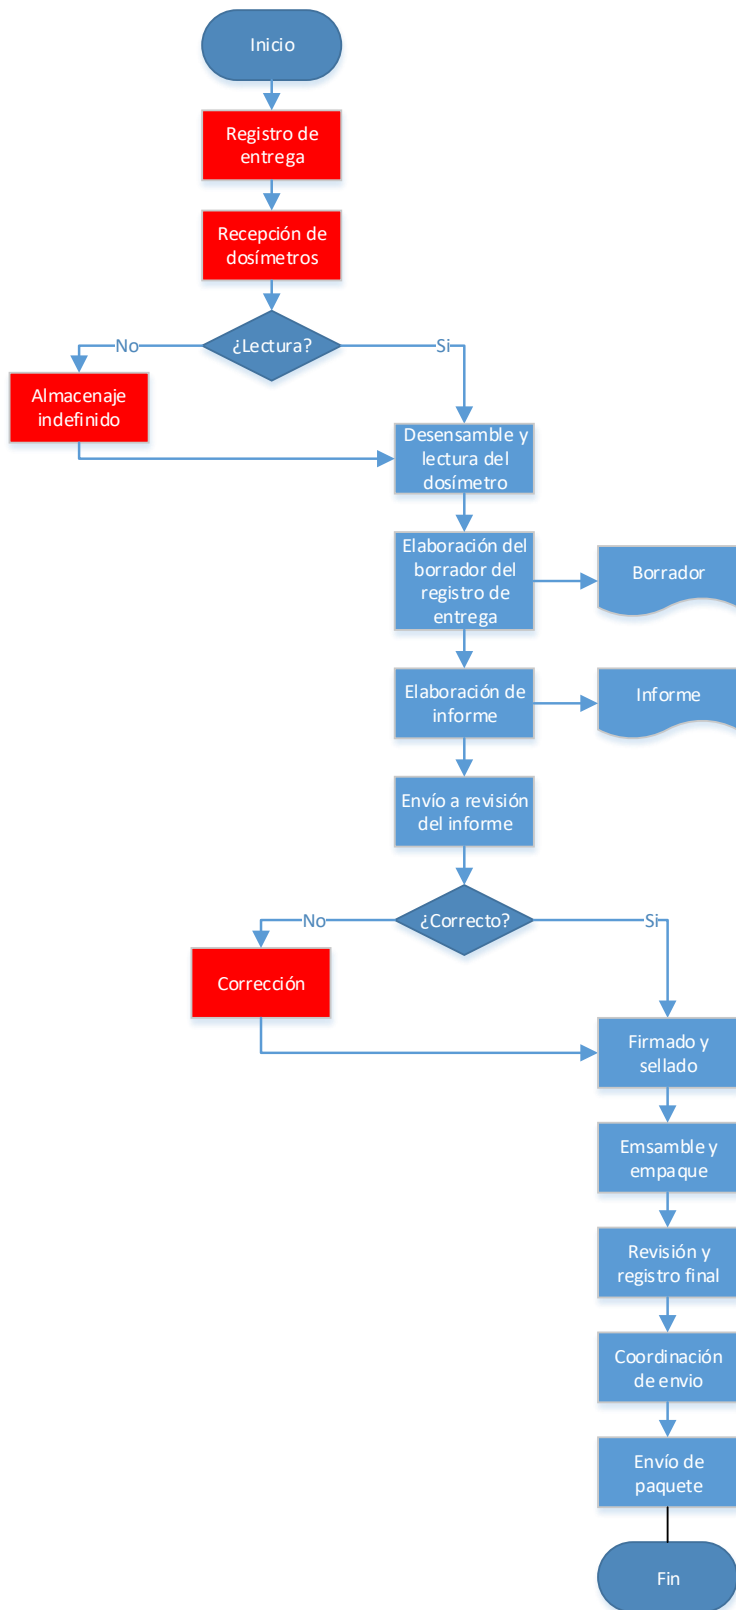 Inicio
Registro de
entrega
Recepción de
dosímetros
¿Lectura?
No
Si
Almacenaje
indefinido
Desensamble y
lectura del
dosímetro
Elaboración del
borrador del
registro de
entrega
Borrador
Elaboración de
informe
Informe
Envío a revisión
del informe
¿Correcto?
No
Si
Corrección
Firmado y
sellado
Emsamble y
empaque
Revisión y
registro final
Coordinación
de envio
Envío de
paquete
Fin